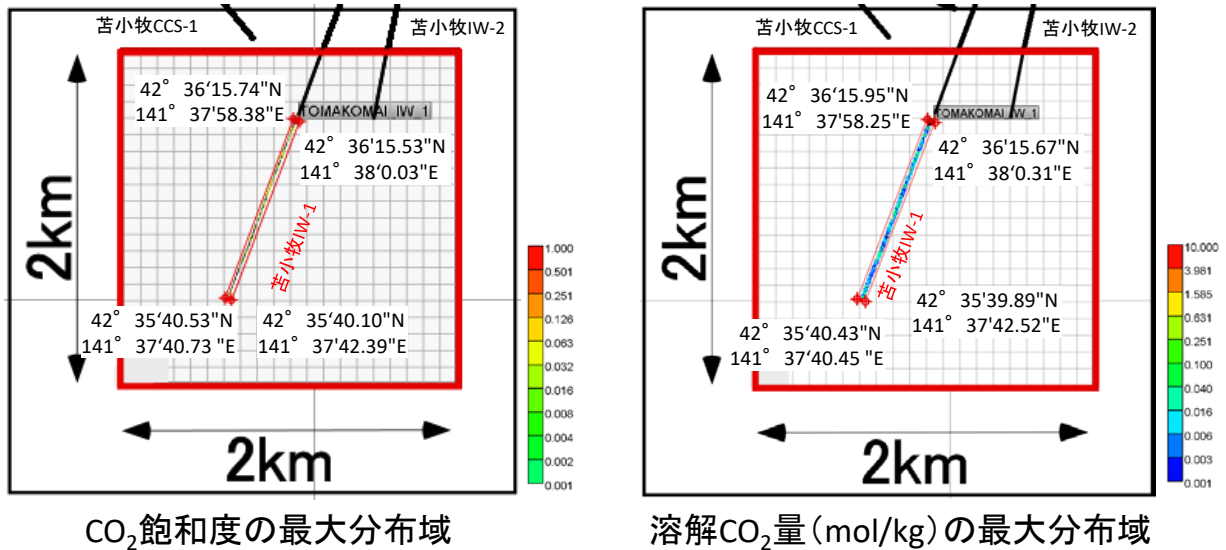 苫小牧CCS-1
苫小牧IW-2
42° 36‘15.74"N
141° 37‘58.38"E
TOMAKOMAI_IW_1
42° 36'15.53"N
141° 38‘0.03"E
2km
苫小牧IW-1
42° 35‘40.53"N
141° 37‘40.73 "E
42° 35'40.10"N
141° 37'42.39"E
2km
1.000
0.501
0.251
0.126
0.063
0.032
0.016
0.008
0.004
0.002
0.001
CO₂飽和度の最大分布域
苫小牧CCS-1
苫小牧IW-2
42° 36'15.95"N
141° 37‘58.25"E
TOMAKOMAI_IW_1
42° 36'15.67"N
141° 38‘0.31"E
2km
苫小牧IW-1
42° 35'39.89"N
141° 37'42.52"E
42° 35‘40.43"N
141° 37‘40.45 "E
2km
10.000
3.981
1.585
0.631
0.251
0.100
0.040
0.016
0.006
0.003
0.001
溶解CO₂量(mol/kg)の最大分布域